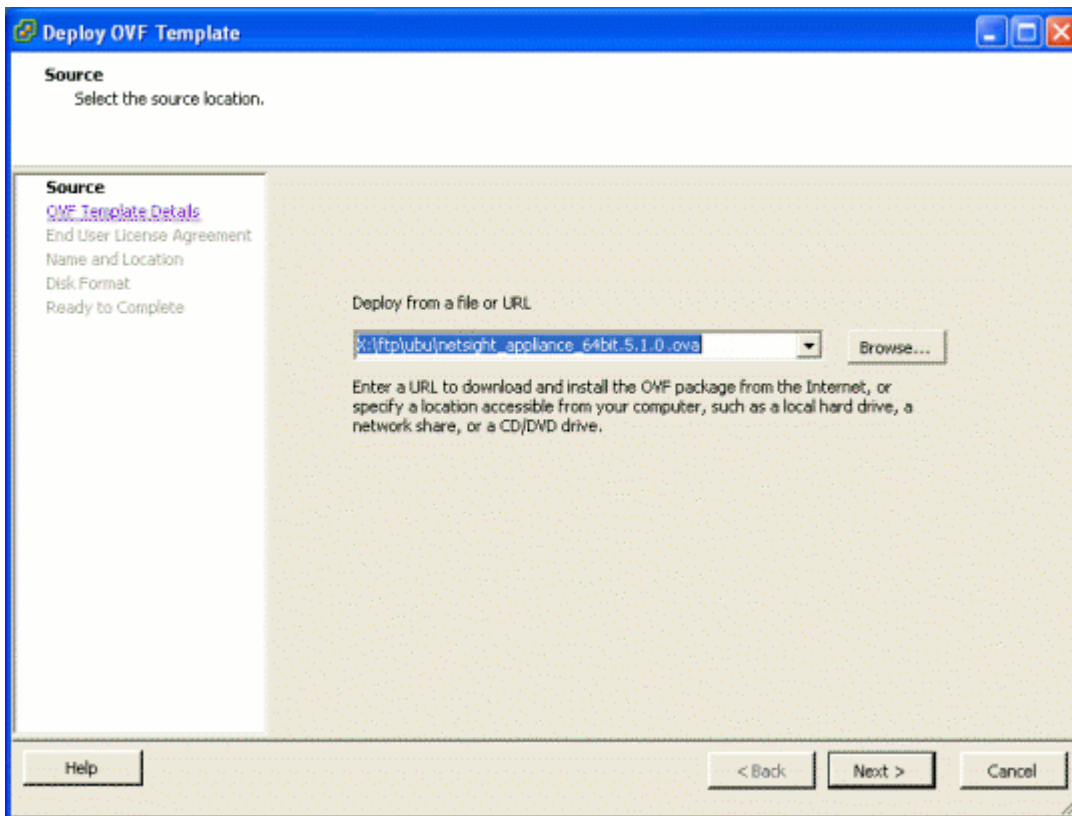 Deploy OVF Template
Source
Select the source location.
Source
OVF Template Details
End User License Agreement
Name and Location
Disk Format
Ready to Complete
Deploy from a file or URL
X:\ftp\ubu\netsight_appliance_64bit.5.1.0.ova
Browse...
Enter a URL to download and install the OVF package from the Internet, or
specify a location accessible from your computer, such as a local hard drive, a
network share, or a CD/DVD drive.
Help
< Back
Next >
Cancel